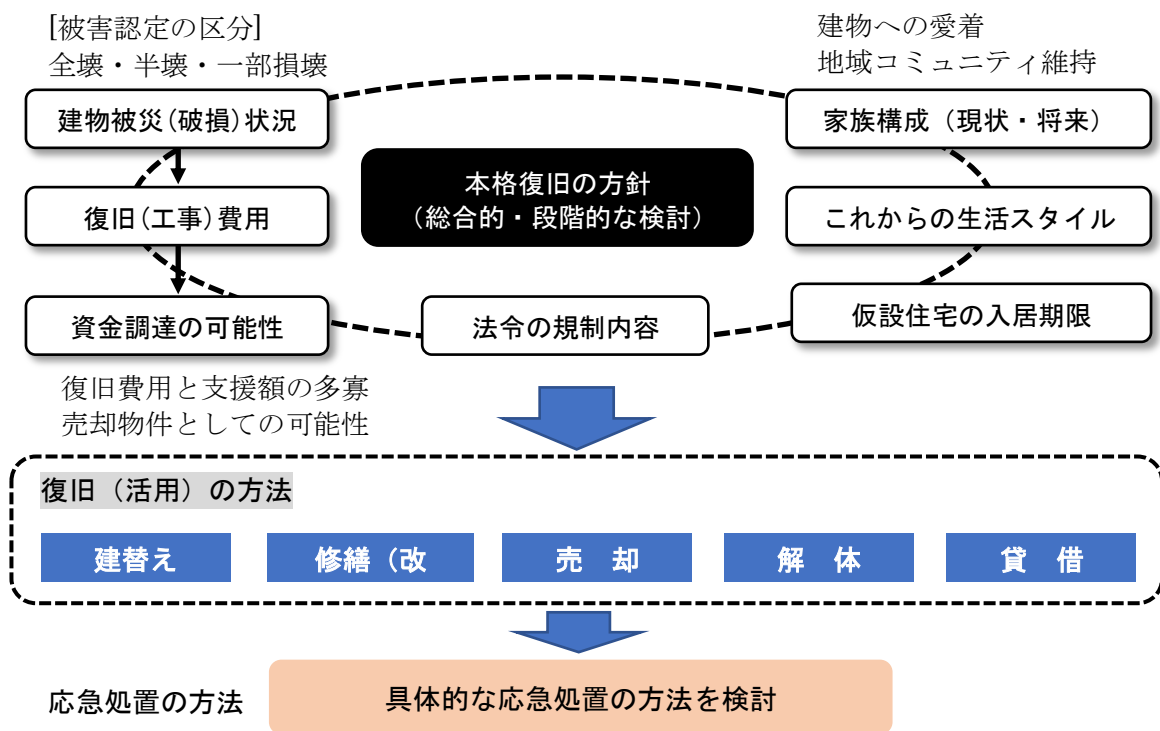 [被害認定の区分]
全壊・半壊・一部損壊
建物への愛着
地域コミュニティ維持
建物被災(破損)状況
家族構成（現状・将来）
本格復旧の方針
（総合的・段階的な検討）
復旧(工事)費用
これからの生活スタイル
資金調達の可能性
法令の規制内容
仮設住宅の入居期限
復旧費用と支援額の多寡
売却物件としての可能性
復旧（活用）の方法
建替え
修繕（改
売　却
解　体
貸　借
応急処置の方法
具体的な応急処置の方法を検討